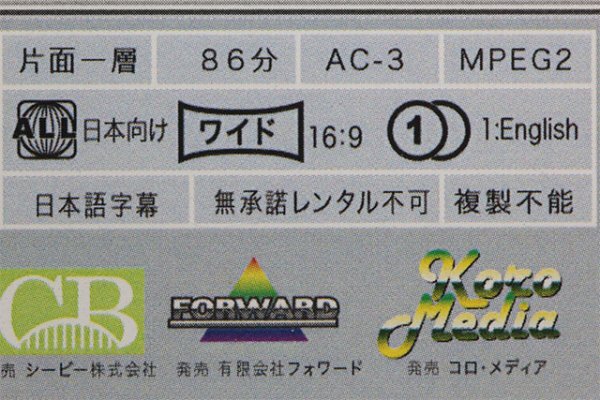 片面一層 86分 AC-3 MPEG2
ALL 日本向け ワイド 16:9 1 1:English
日本語字幕 無承諾レンタル不可 複製不能
CB FORWARD Koro Media
売 シービー株式会社 発売 有限会社フォワード 発売 コロ・メディア